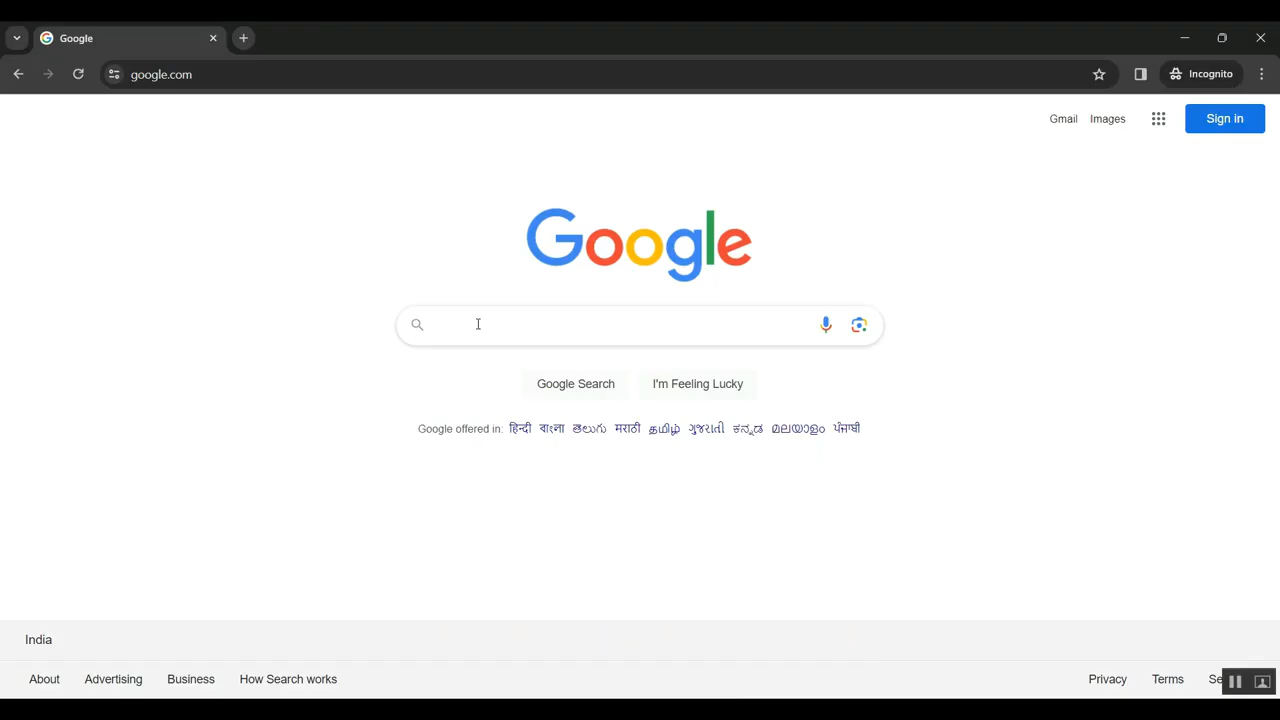 Google
google.com
Incognito
Gmail Images Sign in
Google
Google Search I'm Feeling Lucky
Google offered in: हिन्दी বাংলা తెలుగు मराठी தமிழ் ગુજરાતી ಕನ್ನಡ മലയാളം ਪੰਜਾਬੀ
India
About Advertising Business How Search works Privacy Terms